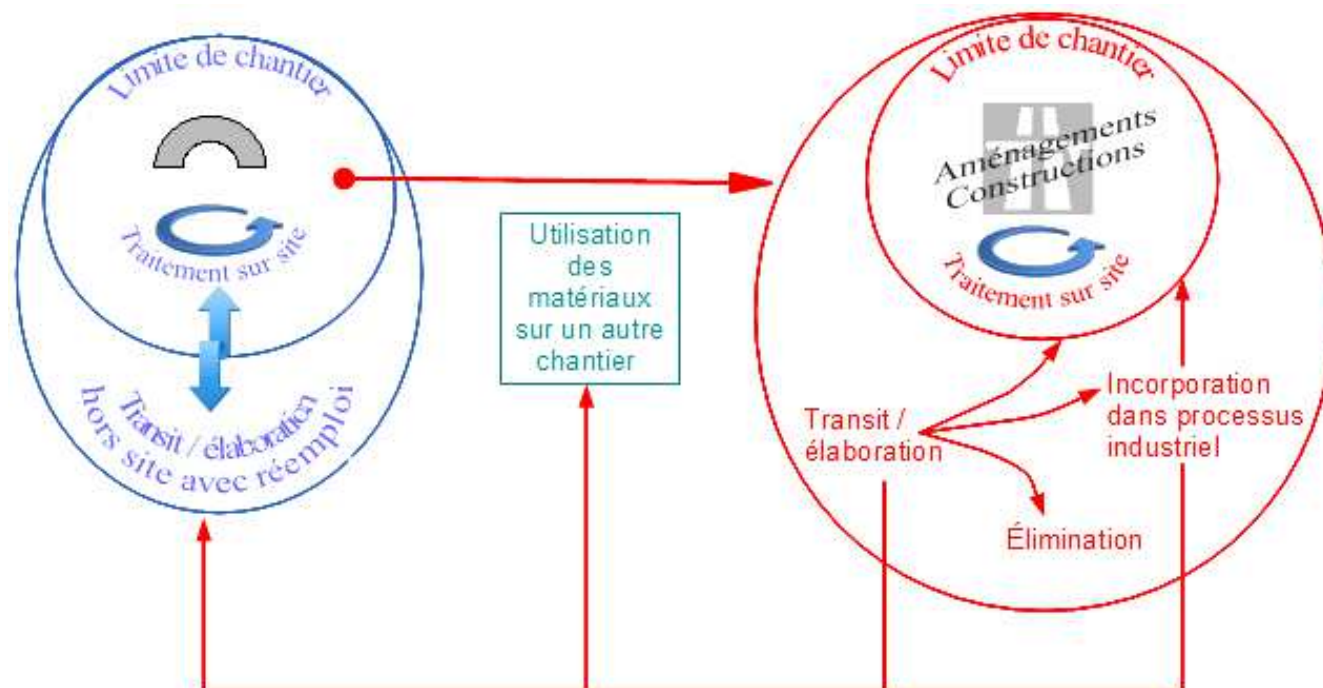 Limite de chantier
Traitement sur site
Transit / élaboration
hors site avec réemploi
Utilisation
des
matériaux
sur un autre
chantier
Limite de chantier
Aménagements
Constructions
Traitement sur site
Transit /
élaboration
Incorporation
dans processus
industriel
Élimination